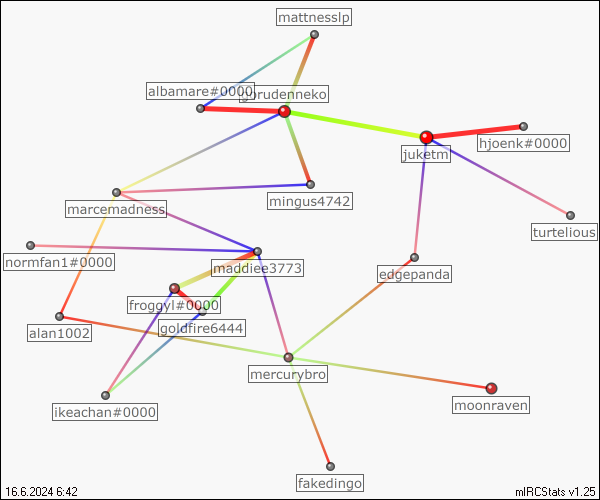 mattnesslp
albamare#0000
gorudenneko
juketm
hjoenk#0000
mingus4742
marcemadness
turtelious
normfan1#0000
maddiee3773
edgepanda
froggyl#0000
goldfire6444
alan1002
mercurybro
ikeachan#0000
moonraven
fakedingo
16.6.2024 6:42
mIRCStats v1.25